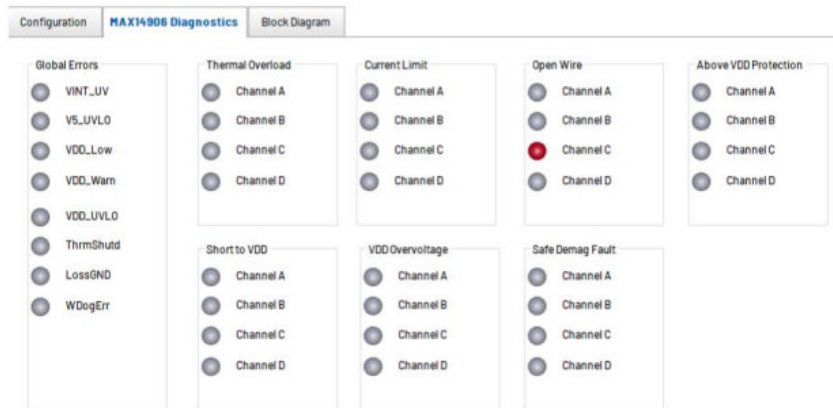 Configuration
MAX14906 Diagnostics
Block Diagram
Global Errors
VINT_UV
V5_UVLO
VDD_Low
VDD_Warn
VDD_UVLO
ThrmShutd
LossGND
WDogErr
Thermal Overload
Channel A
Channel B
Channel C
Channel D
Current Limit
Channel A
Channel B
Channel C
Channel D
Open Wire
Channel A
Channel B
Channel C
Channel D
Above VDD Protection
Channel A
Channel B
Channel C
Channel D
Short to VDD
Channel A
Channel B
Channel C
Channel D
VDD Overvoltage
Channel A
Channel B
Channel C
Channel D
Safe Demag Fault
Channel A
Channel B
Channel C
Channel D